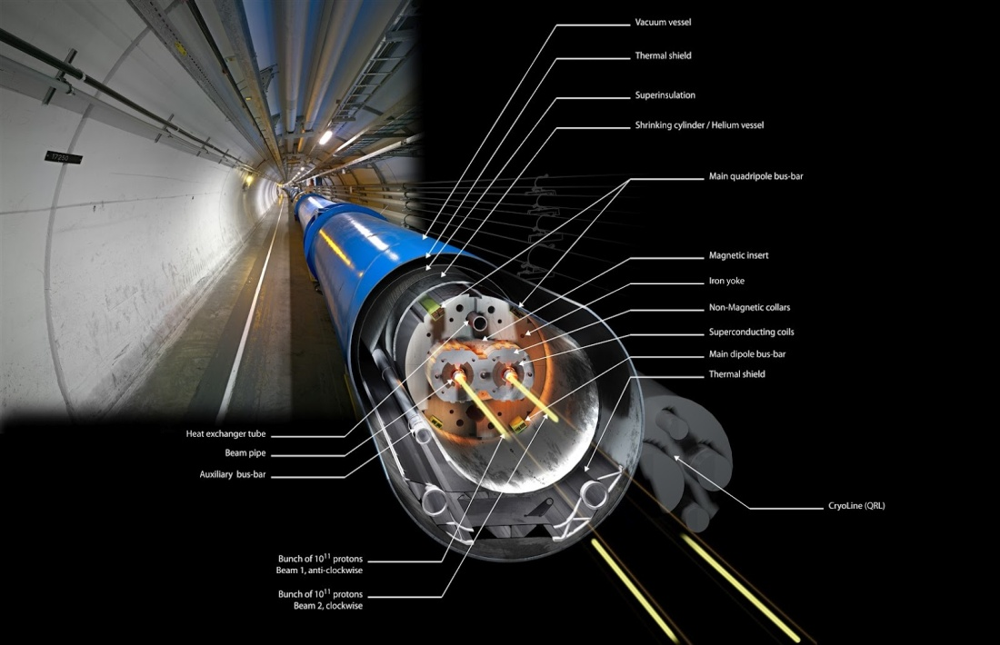 Vacuum vessel
Thermal shield
Superinsulation
Shrinking cylinder / Helium vessel
17250
Main quadripole bus-bar
Magnetic insert
Iron yoke
Non-Magnetic collars
Superconducting coils
Main dipole bus-bar
Thermal shield
Heat exchanger tube
Beam pipe
Auxiliary bus-bar
CryoLine (QRL)
Bunch of 10¹¹ protons
Beam 1, anti-clockwise
Bunch of 10¹¹ protons
Beam 2, clockwise